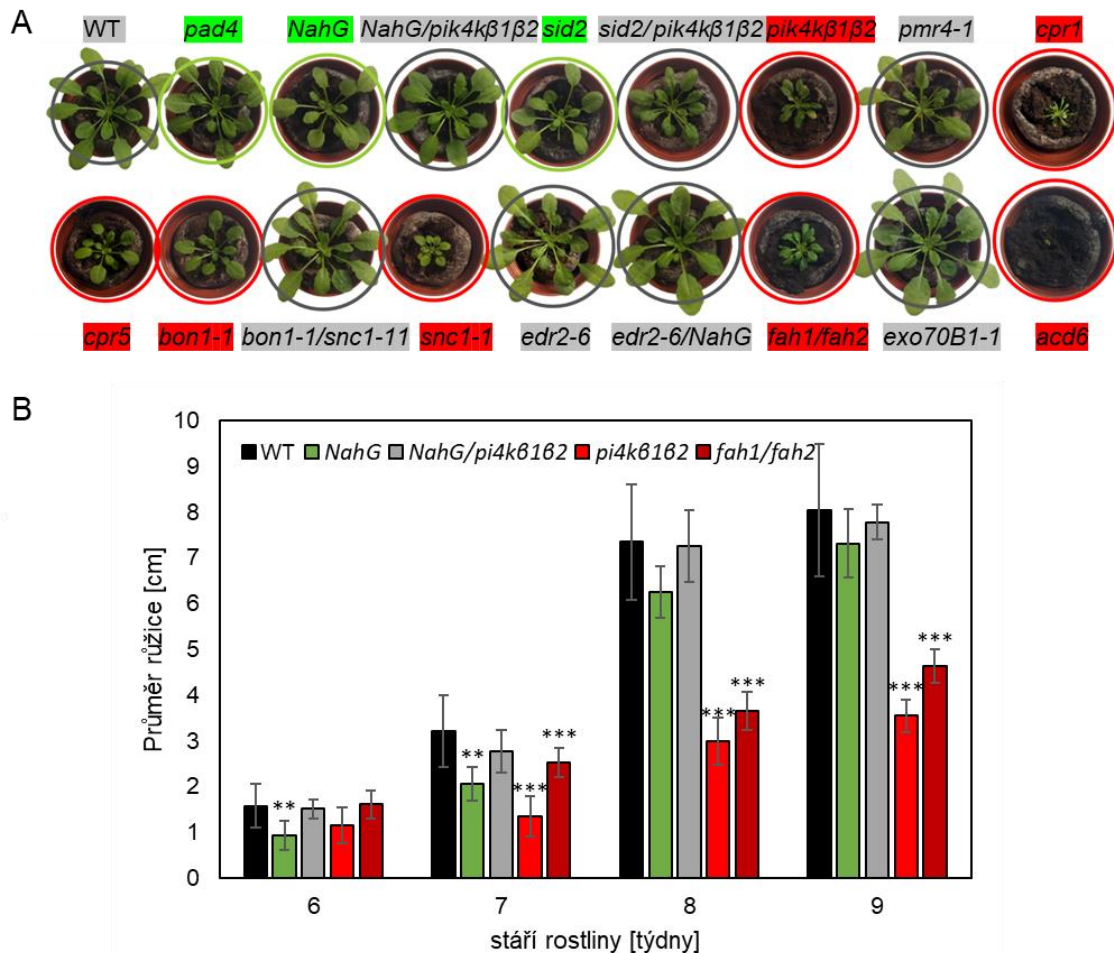 A
WT pad4 NahG NahG/pik4kβ1β2 sid2 sid2/pik4kβ1β2 pik4kβ1β2 pmr4-1 cpr1
cpr5 bon1-1 bon1-1/snc1-11 snc1-1 edr2-6 edr2-6/NahG fah1/fah2 exo70B1-1 acd6
B
10
WT NahG NahG/pi4kβ1β2 pi4kβ1β2 fah1/fah2
9
8
7
6
5
4
3
2
1
0
Průměr růžice [cm]
** ** *** *** *** *** *** ***
6 7 8 9
stáří rostliny [týdny]